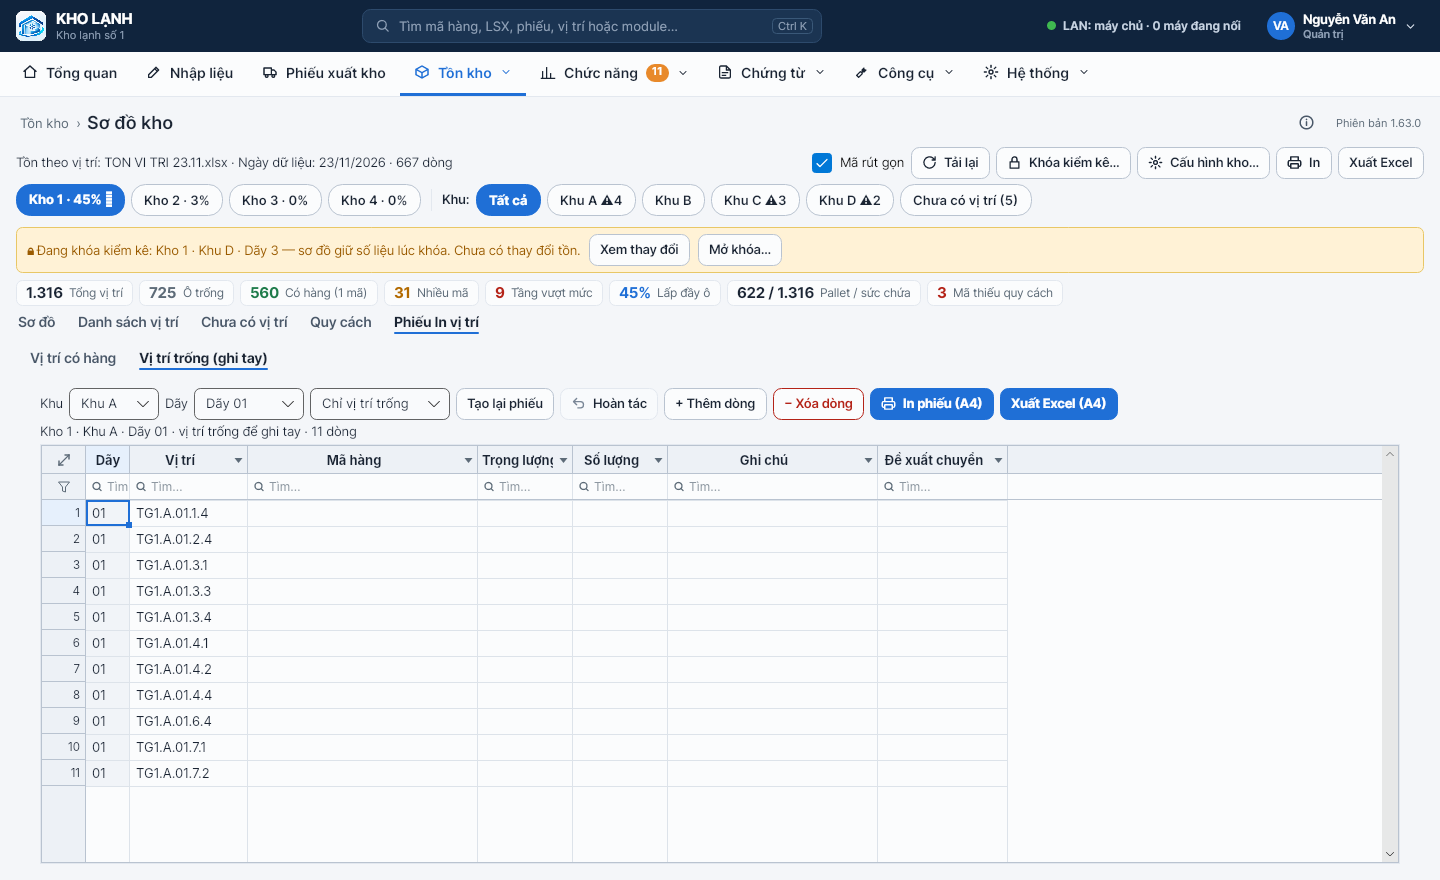 KHO LẠNH
Kho lạnh số 1
Tìm mã hàng, LSX, phiếu, vị trí hoặc module... Ctrl K
LAN: máy chủ · 0 máy đang nối
VA
Nguyễn Văn An
Quản trị
Tổng quan Nhập liệu Phiếu xuất kho Tồn kho Chức năng 11 Chứng từ Công cụ Hệ thống
Tồn kho › Sơ đồ kho
Phiên bản 1.63.0
Tồn theo vị trí: TON VI TRI 23.11.xlsx · Ngày dữ liệu: 23/11/2026 · 667 dòng
Mã rút gọn Tải lại Khóa kiểm kê... Cấu hình kho... In Xuất Excel
Kho 1 · 45% Kho 2 · 3% Kho 3 · 0% Kho 4 · 0% Khu: Tất cả Khu A ▲4 Khu B Khu C ▲3 Khu D ▲2 Chưa có vị trí (5)
Đang khóa kiểm kê: Kho 1 · Khu D · Dãy 3 — sơ đồ giữ số liệu lúc khóa. Chưa có thay đổi tồn. Xem thay đổi Mở khóa...
1.316 Tổng vị trí 725 Ô trống 560 Có hàng (1 mã) 31 Nhiều mã 9 Tầng vượt mức 45% Lấp đầy ô 622 / 1.316 Pallet / sức chứa 3 Mã thiếu quy cách
Sơ đồ Danh sách vị trí Chưa có vị trí Quy cách Phiếu In vị trí
Vị trí có hàng Vị trí trống (ghi tay)
Khu Khu A Dãy Dãy 01 Chỉ vị trí trống Tạo lại phiếu Hoàn tác + Thêm dòng − Xóa dòng In phiếu (A4) Xuất Excel (A4)
Kho 1 · Khu A · Dãy 01 · vị trí trống để ghi tay · 11 dòng
Dãy Vị trí Mã hàng Trọng lượng Số lượng Ghi chú Đề xuất chuyển
Tìm Tìm... Tìm... Tìm... Tìm... Tìm... Tìm...
1 01 TG1.A.01.1.4
2 01 TG1.A.01.2.4
3 01 TG1.A.01.3.1
4 01 TG1.A.01.3.3
5 01 TG1.A.01.3.4
6 01 TG1.A.01.4.1
7 01 TG1.A.01.4.2
8 01 TG1.A.01.4.4
9 01 TG1.A.01.6.4
10 01 TG1.A.01.7.1
11 01 TG1.A.01.7.2